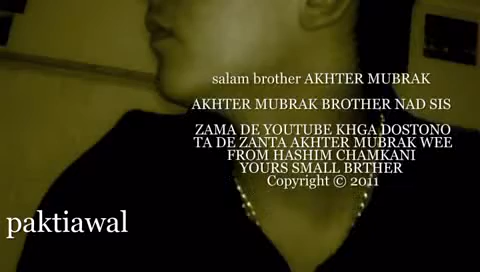 salam brother AKHTER MUBRAK
AKHTER MUBRAK BROTHER NAD SIS
ZAMA DE YOUTUBE KHGA DOSTONO
TA DE ZANTA AKHTER MUBRAK WEE
FROM HASHIM CHAMKANI
YOURS SMALL BRTHER
Copyright © 2011
paktiawal